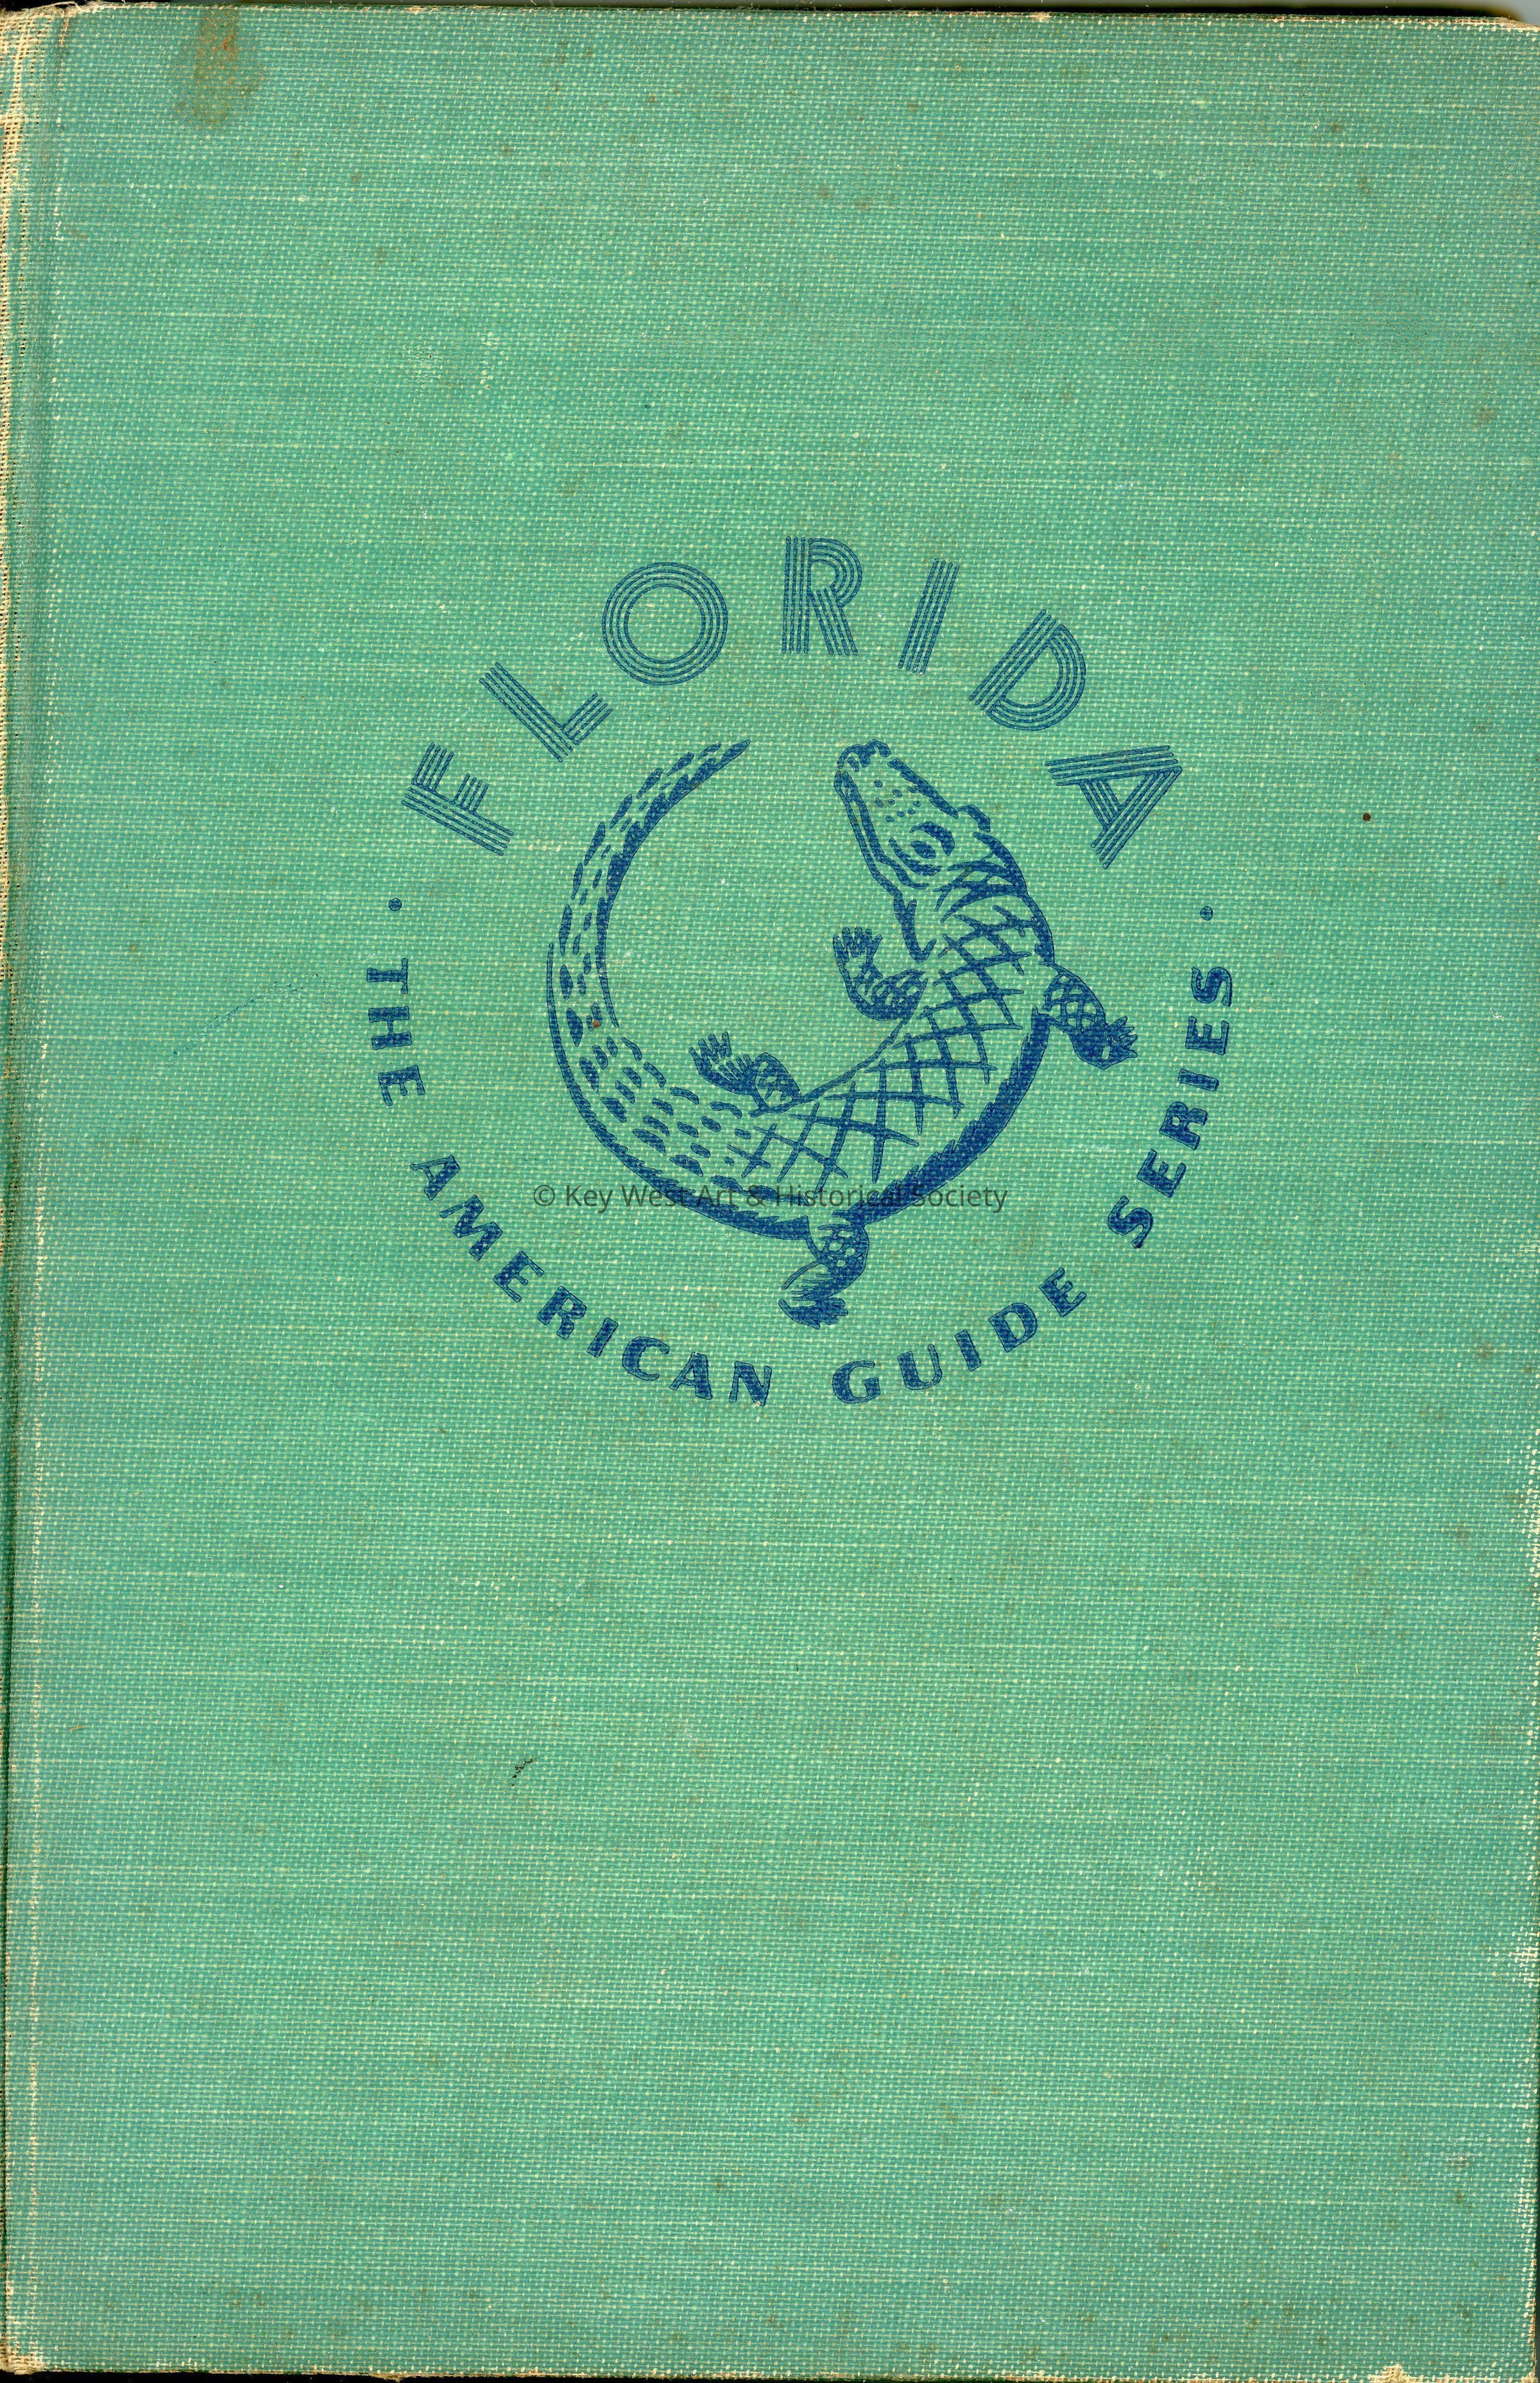 FLORIDA
· THE AMERICAN GUIDE SERIES ·
© Key West Art & Historical Society